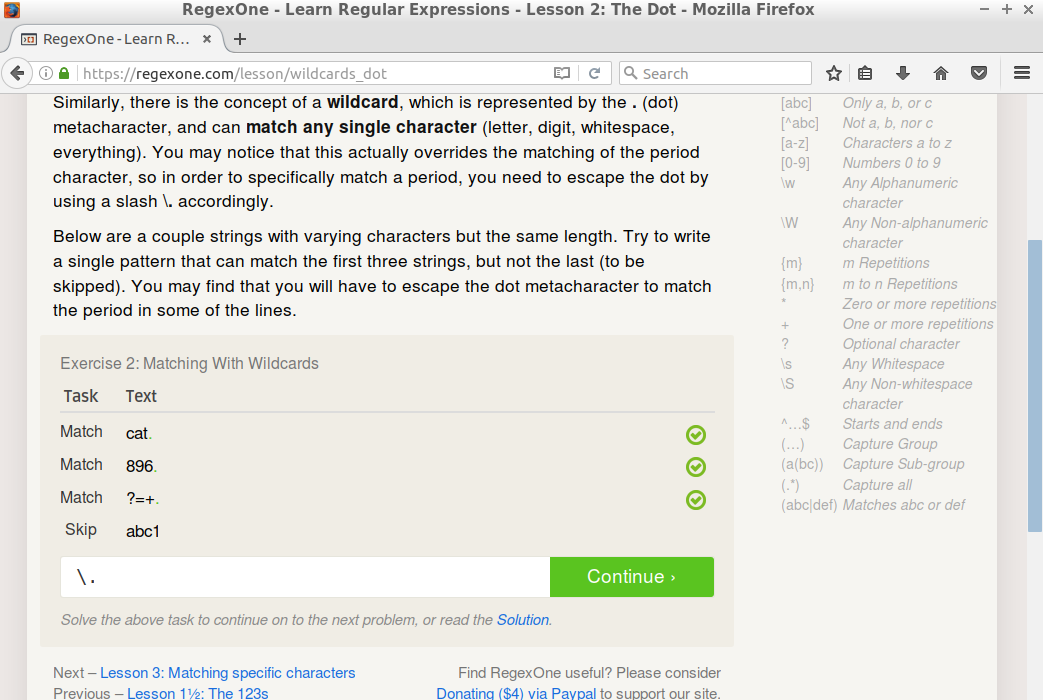 RegexOne - Learn Regular Expressions - Lesson 2: The Dot - Mozilla Firefox
RegexOne - Learn R...
https://regexone.com/lesson/wildcards_dot
Search
Similarly, there is the concept of a wildcard, which is represented by the . (dot)
metacharacter, and can match any single character (letter, digit, whitespace,
everything). You may notice that this actually overrides the matching of the period
character, so in order to specifically match a period, you need to escape the dot by
using a slash \. accordingly.
Below are a couple strings with varying characters but the same length. Try to write
a single pattern that can match the first three strings, but not the last (to be
skipped). You may find that you will have to escape the dot metacharacter to match
the period in some of the lines.
Exercise 2: Matching With Wildcards
Task Text
Match cat.
Match 896.
Match ?=+.
Skip abc1
\.
Continue ›
Solve the above task to continue on to the next problem, or read the Solution.
Next – Lesson 3: Matching specific characters
Previous – Lesson 1½: The 123s
Find RegexOne useful? Please consider
Donating ($4) via Paypal to support our site.
[abc] Only a, b, or c
[^abc] Not a, b, nor c
[a-z] Characters a to z
[0-9] Numbers 0 to 9
\w Any Alphanumeric
character
\W Any Non-alphanumeric
character
{m} m Repetitions
{m,n} m to n Repetitions
* Zero or more repetitions
+ One or more repetitions
? Optional character
\s Any Whitespace
\S Any Non-whitespace
character
^…$ Starts and ends
(…) Capture Group
(a(bc)) Capture Sub-group
(.*) Capture all
(abc|def) Matches abc or def